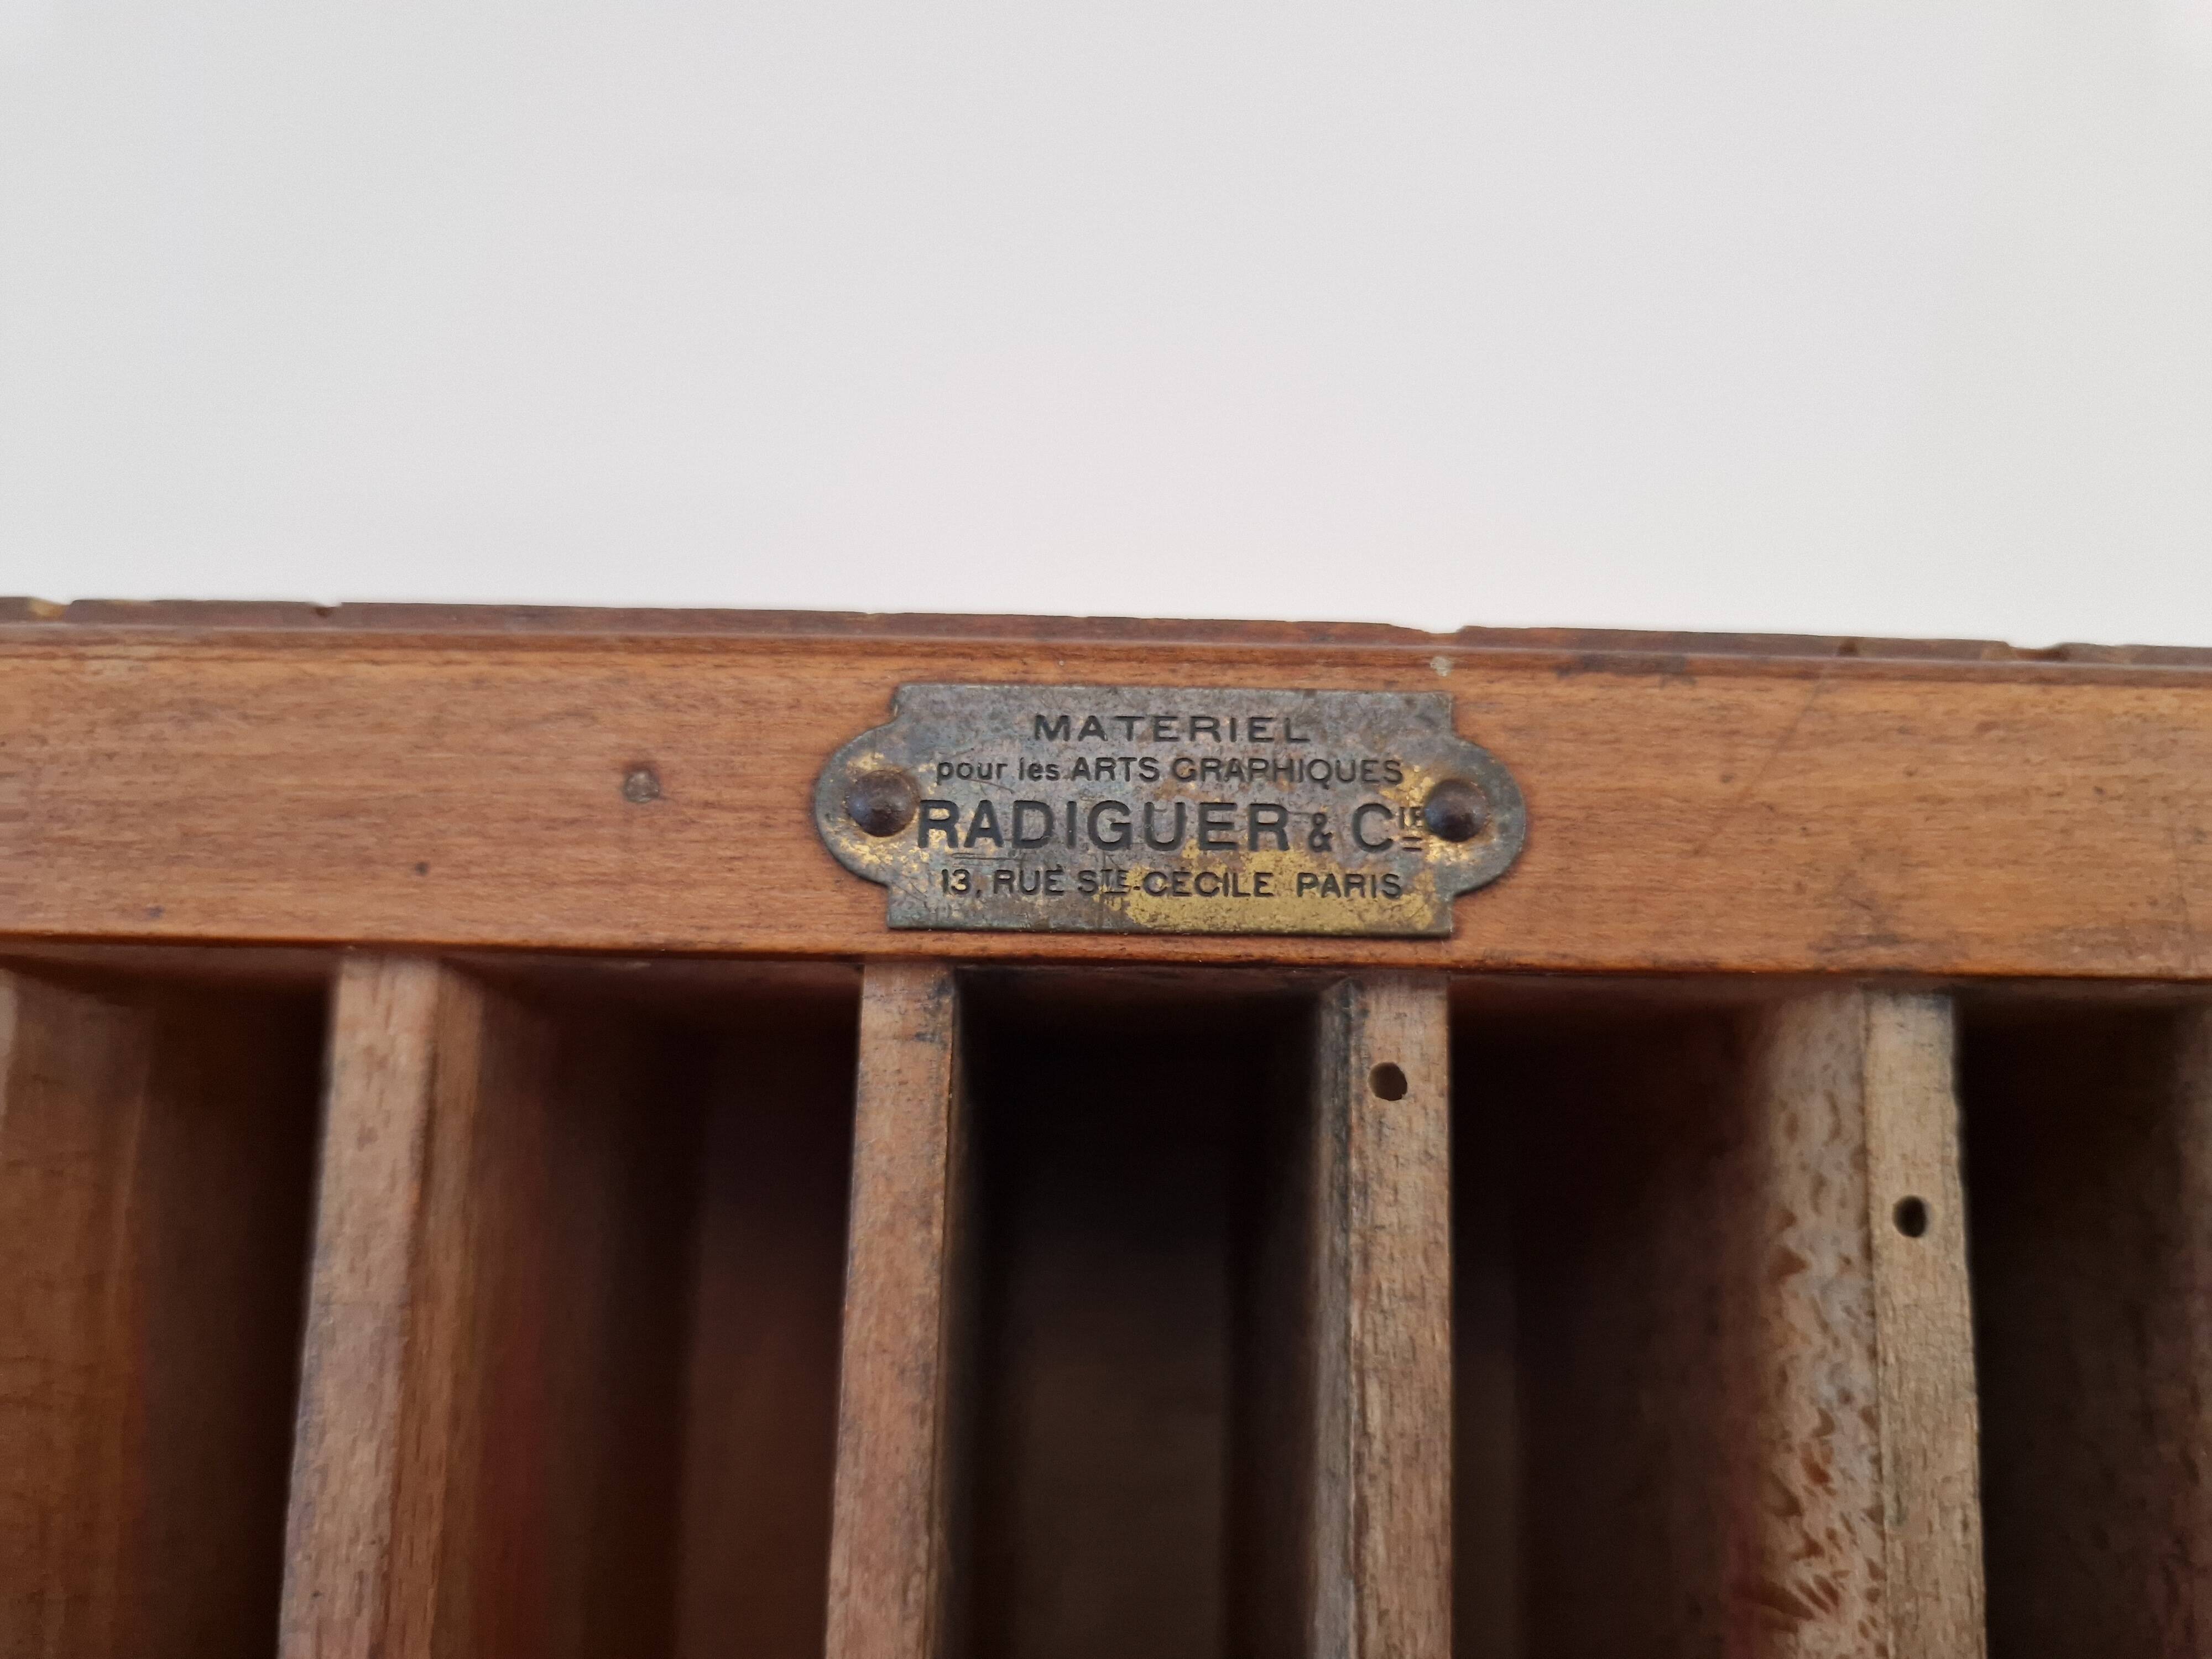 MATERIEL
pour les ARTS GRAPHIQUES
RADIGUER & CIE
13, RUE STE-CECILE PARIS